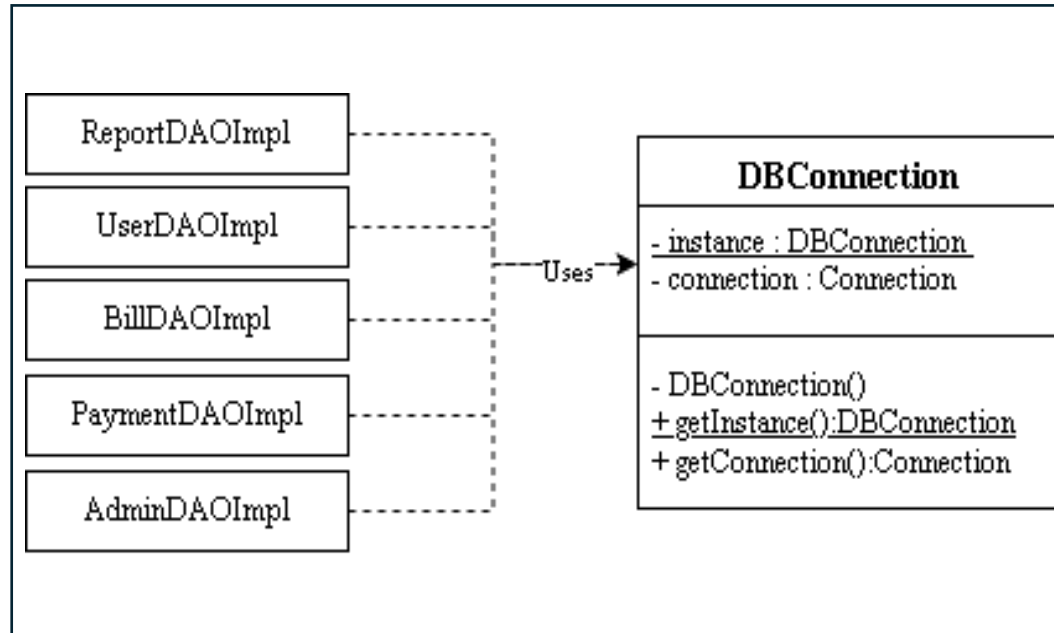 ReportDAOImpl
UserDAOImpl
BillDAOImpl
PaymentDAOImpl
AdminDAOImpl
Uses
DBConnection
- instance : DBConnection
- connection : Connection
- DBConnection()
+ getInstance():DBConnection
+ getConnection():Connection